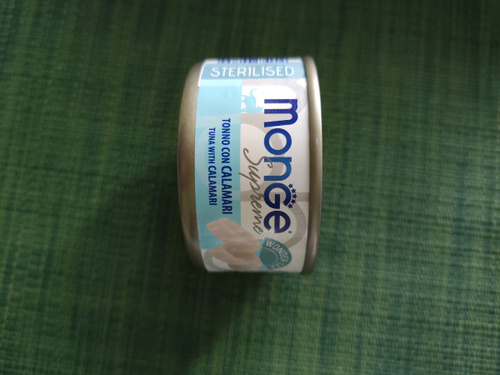 STERILISED
monGe
Supreme
TONNO CON CALAMARI
TUNA WITH CALAMARI